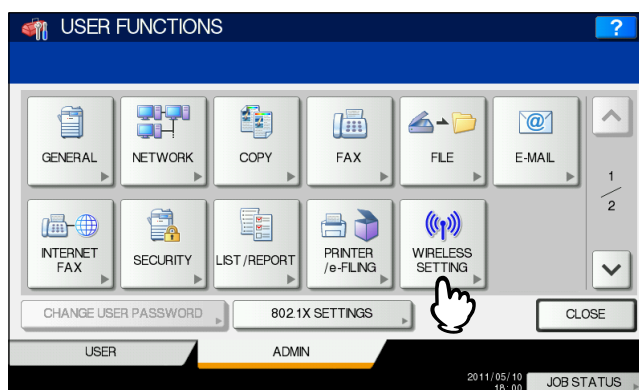 USER FUNCTIONS
?
GENERAL
NETWORK
COPY
FAX
FILE
E-MAIL
1
2
INTERNET
FAX
SECURITY
LIST/REPORT
PRINTER
/e-FILING
WIRELESS
SETTING
CHANGE USER PASSWORD
802.1X SETTINGS
CLOSE
USER
ADMIN
2011/05/10
18:00
JOB STATUS